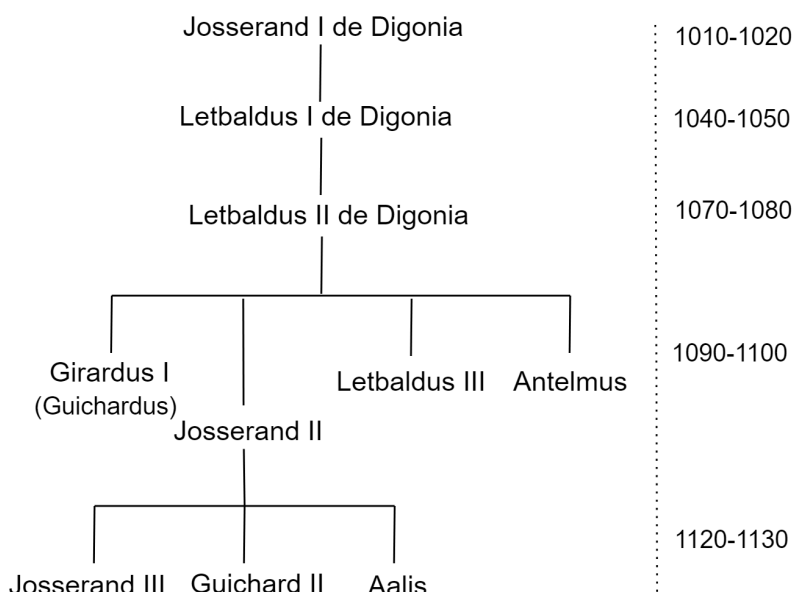 Josserand I de Digonia
1010-1020
Letbaldus I de Digonia
1040-1050
Letbaldus II de Digonia
1070-1080
Girardus I
(Guichardus)
Josserand II
Letbaldus III
Antelmus
1090-1100
Josserand III
Guichard II
Aalis
1120-1130